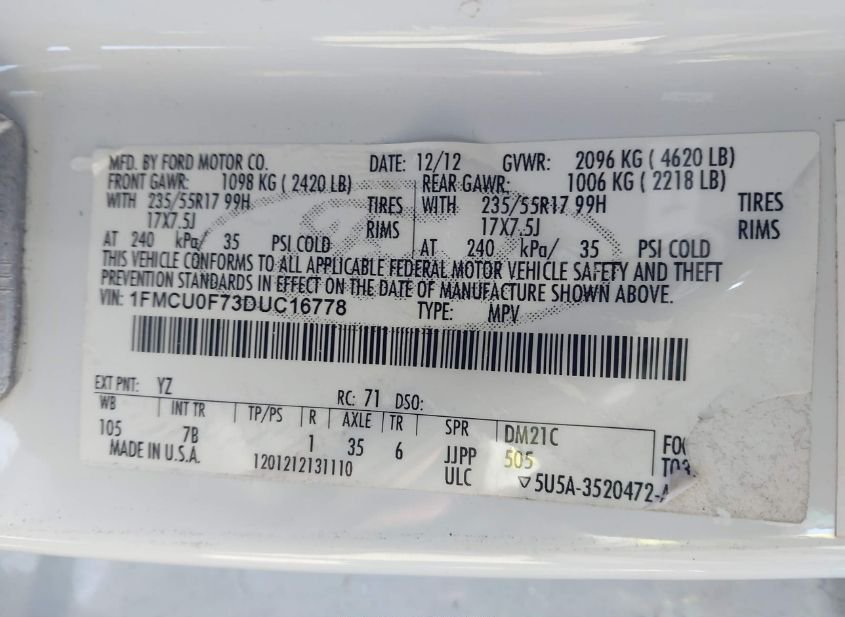 MFD. BY FORD MOTOR CO. DATE: 12/12 GVWR: 2096 KG ( 4620 LB)
FRONT GAWR: 1098 KG ( 2420 LB) REAR GAWR: 1006 KG ( 2218 LB)
WITH 235/55R17 99H TIRES WITH 235/55R17 99H TIRES
17X7.5J RIMS 17X7.5J RIMS
AT 240 kPa/ 35 PSI COLD AT 240 kPa/ 35 PSI COLD
THIS VEHICLE CONFORMS TO ALL APPLICABLE FEDERAL MOTOR VEHICLE SAFETY AND THEFT
PREVENTION STANDARDS IN EFFECT ON THE DATE OF MANUFACTURE SHOWN ABOVE.
VIN: 1FMCU0F73DUC16778 TYPE: MPV
EXT PNT: YZ RC: 71 DSO:
WB INT TR TP/PS R AXLE TR SPR DM21C
105 7B 1 35 6 JJPP 505
MADE IN U.S.A. 1201212131110 ULC 5U5A-3520472-